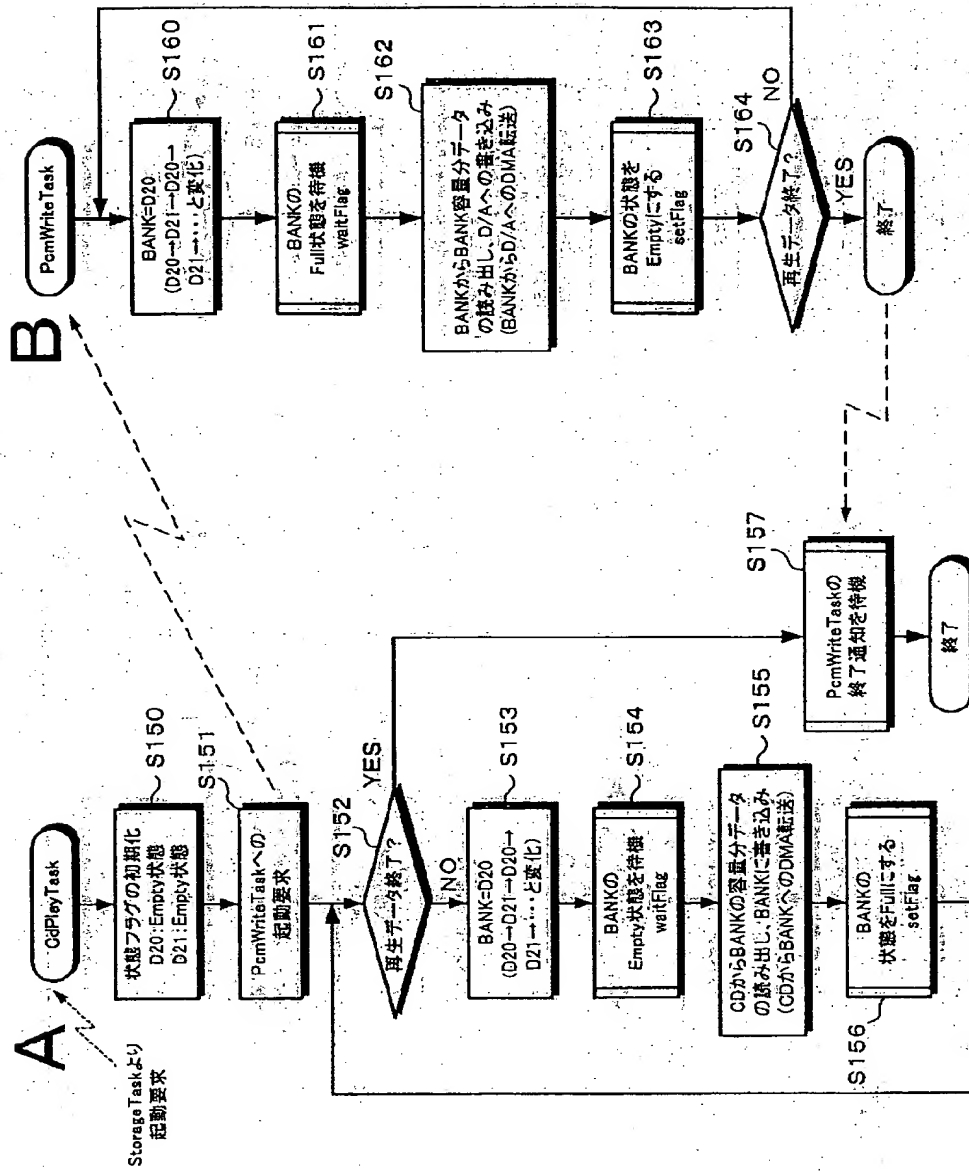 A
StorageTaskより
起動要求
CdPlayTask
状態フラグの初期化
D20:Empty状態
D21:Empty状態
S150
PcmWriteTaskへの
起動要求
S151
再生データ終了?
S152
YES
NO
BANK=D20
(D20→D21→D20→
D21→・・・と変化)
S153
BANKの
Empty状態を待機
waitFlag
S154
CDからBANKの容量分データ
の読み出し、BANKに書き込み
(CDからBANKへのDMA転送)
S155
BANKの
状態をFullにする
setFlag
S156
PcmWriteTaskの
終了通知を待機
S157
終了
B
PcmWriteTask
BANK=D20
(D20→D21→D20→
D21→・・・と変化)
S160
BANKの
Full状態を待機
waitFlag
S161
BANKからBANK容量分データ
の読み出し、D/Aへの書き込み
(BANKからD/AへのDMA転送)
S162
BANKの状態を
Emptyにする
setFlag
S163
再生データ終了?
S164
NO
YES
終了